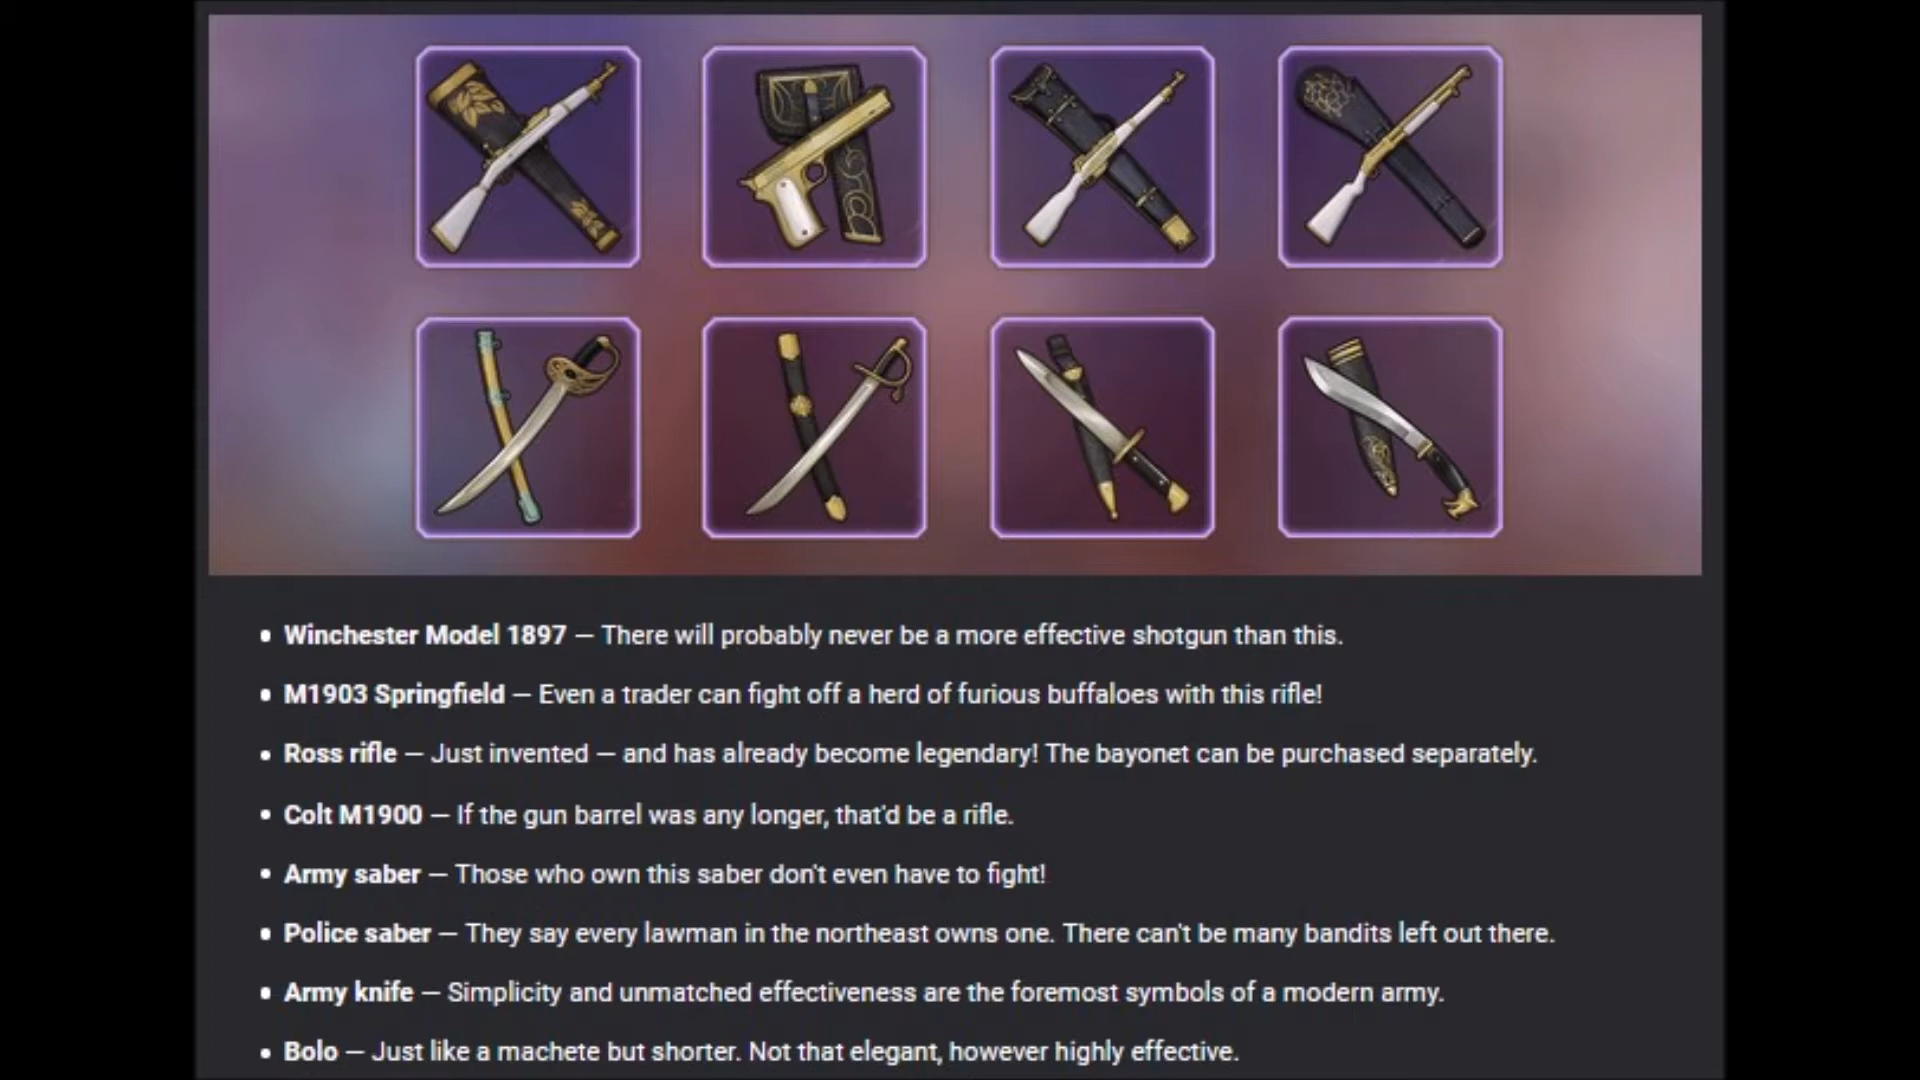 • Winchester Model 1897 — There will probably never be a more effective shotgun than this.
• M1903 Springfield — Even a trader can fight off a herd of furious buffaloes with this rifle!
• Ross rifle — Just invented — and has already become legendary! The bayonet can be purchased separately.
• Colt M1900 — If the gun barrel was any longer, that'd be a rifle.
• Army saber — Those who own this saber don't even have to fight!
• Police saber — They say every lawman in the northeast owns one. There can't be many bandits left out there.
• Army knife — Simplicity and unmatched effectiveness are the foremost symbols of a modern army.
• Bolo — Just like a machete but shorter. Not that elegant, however highly effective.